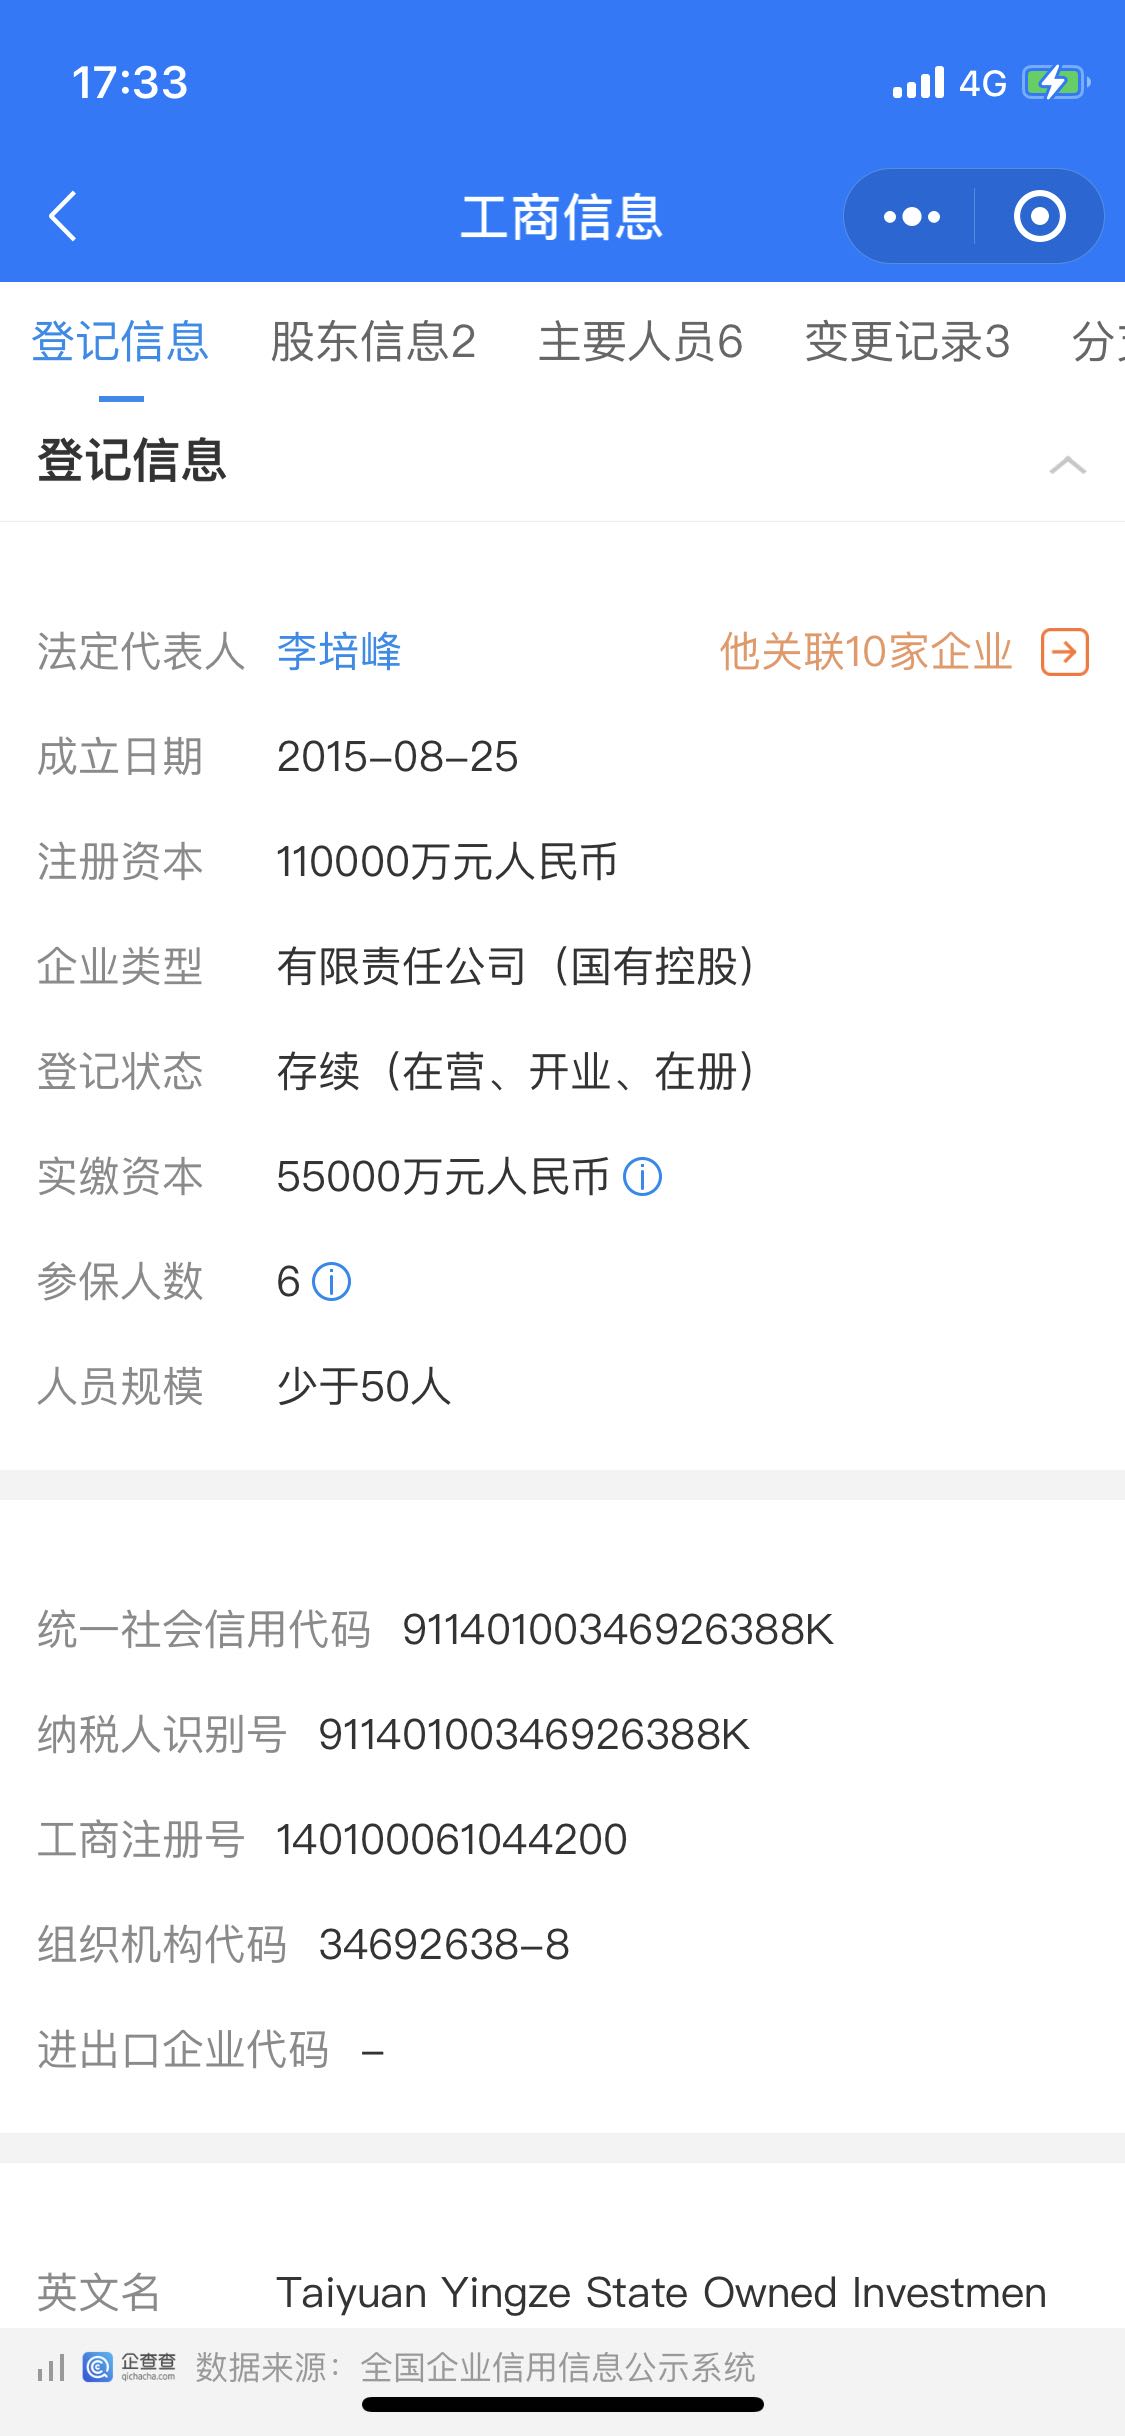 17:33
4G
工商信息
登记信息 股东信息2 主要人员6 变更记录3 分支
登记信息
法定代表人 李培峰 他关联10家企业
成立日期 2015-08-25
注册资本 110000万元人民币
企业类型 有限责任公司（国有控股）
登记状态 存续（在营、开业、在册）
实缴资本 55000万元人民币
参保人数 6
人员规模 少于50人
统一社会信用代码 91140100346926388K
纳税人识别号 91140100346926388K
工商注册号 140100061044200
组织机构代码 34692638-8
进出口企业代码 -
英文名 Taiyuan Yingze State Owned Investmen
企查查 qichacha.com 数据来源：全国企业信用信息公示系统